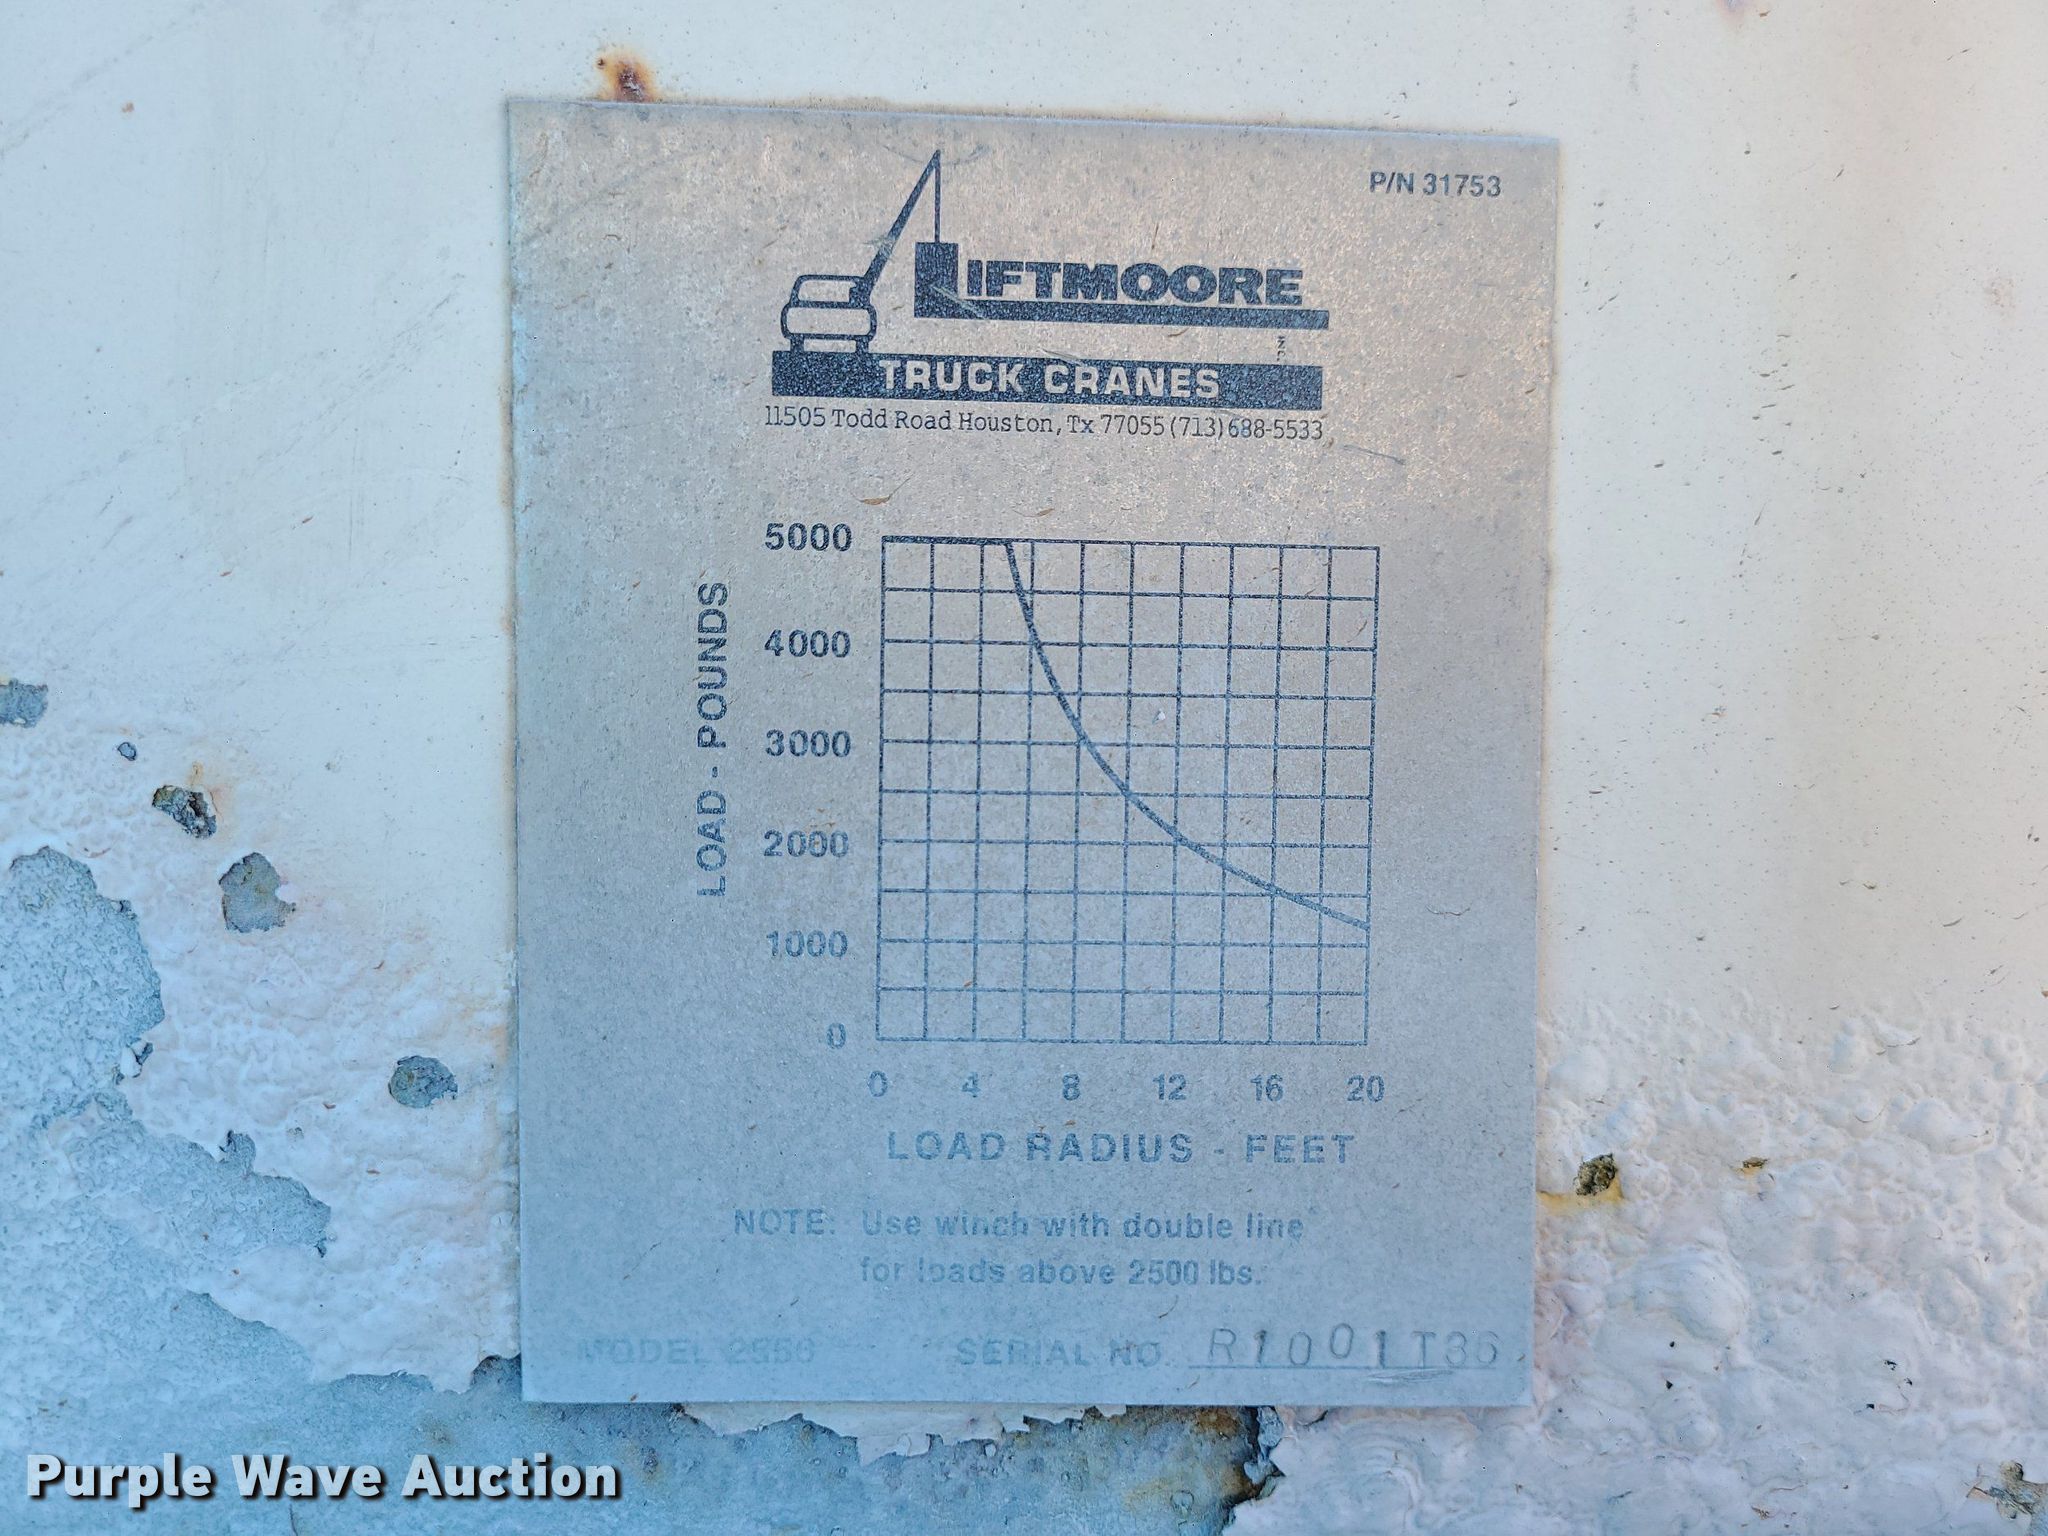 P/N 31753
LIFTMOORE
INC.
TRUCK CRANES
11505 Todd Road Houston, Tx 77055 (713) 688-5533
LOAD - POUNDS
5000
4000
3000
2000
1000
0
0 4 8 12 16 20
LOAD RADIUS - FEET
NOTE: Use winch with double line
for loads above 2500 lbs.
MODEL SERIAL NO. R1001T36
Purple Wave Auction